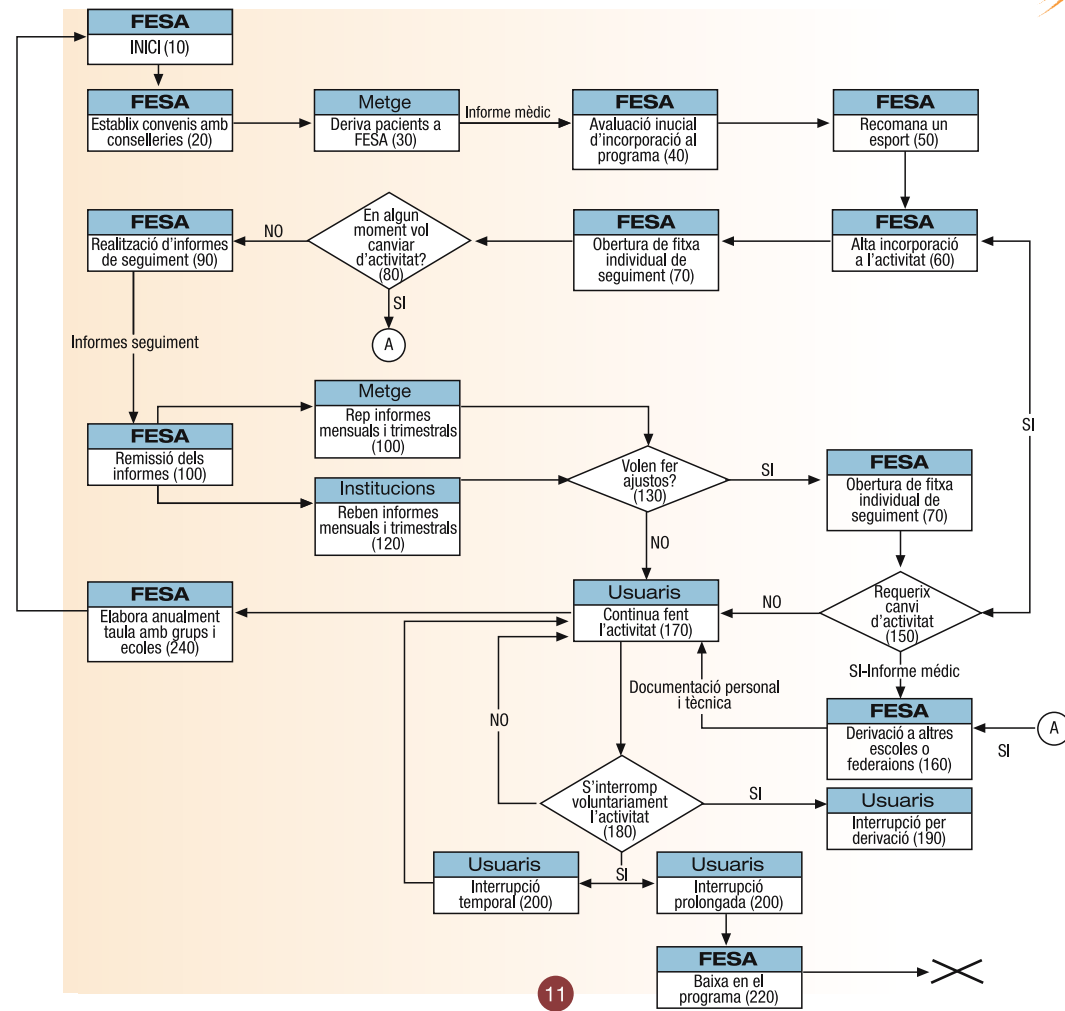 FESA
INICI (10)
FESA
Establix convenis amb
conselleries (20)
Metge
Deriva pacients a
FESA (30)
Informe mèdic
FESA
Avaluació inucial
d'incorporació al
programa (40)
FESA
Recomana un
esport (50)
FESA
Realització d'informes
de seguiment (90)
NO
En algun
moment vol
canviar
d'activitat?
(80)
SI
A
FESA
Obertura de fitxa
individual de
seguiment (70)
FESA
Alta incorporació
a l'activitat (60)
Informes seguiment
FESA
Remissió dels
informes (100)
Metge
Rep informes
mensuals i trimestrals
(100)
Institucions
Reben informes
mensuals i trimestrals
(120)
Volen fer
ajustos?
(130)
SI
NO
FESA
Obertura de fitxa
individual de
seguiment (70)
SI
FESA
Elabora anualment
taula amb grups i
ecoles (240)
Usuaris
Continua fent
l'activitat (170)
NO
Requerix
canvi
d'activitat
(150)
SI-Informe médic
Documentació personal
i tècnica
NO
FESA
Derivació a altres
escoles o
federaions (160)
SI
A
S'interromp
voluntariament
l'activitat
(180)
SI
Usuaris
Interrupció per
derivació (190)
SI
Usuaris
Interrupció
temporal (200)
Usuaris
Interrupció
prolongada (200)
FESA
Baixa en el
programa (220)
11